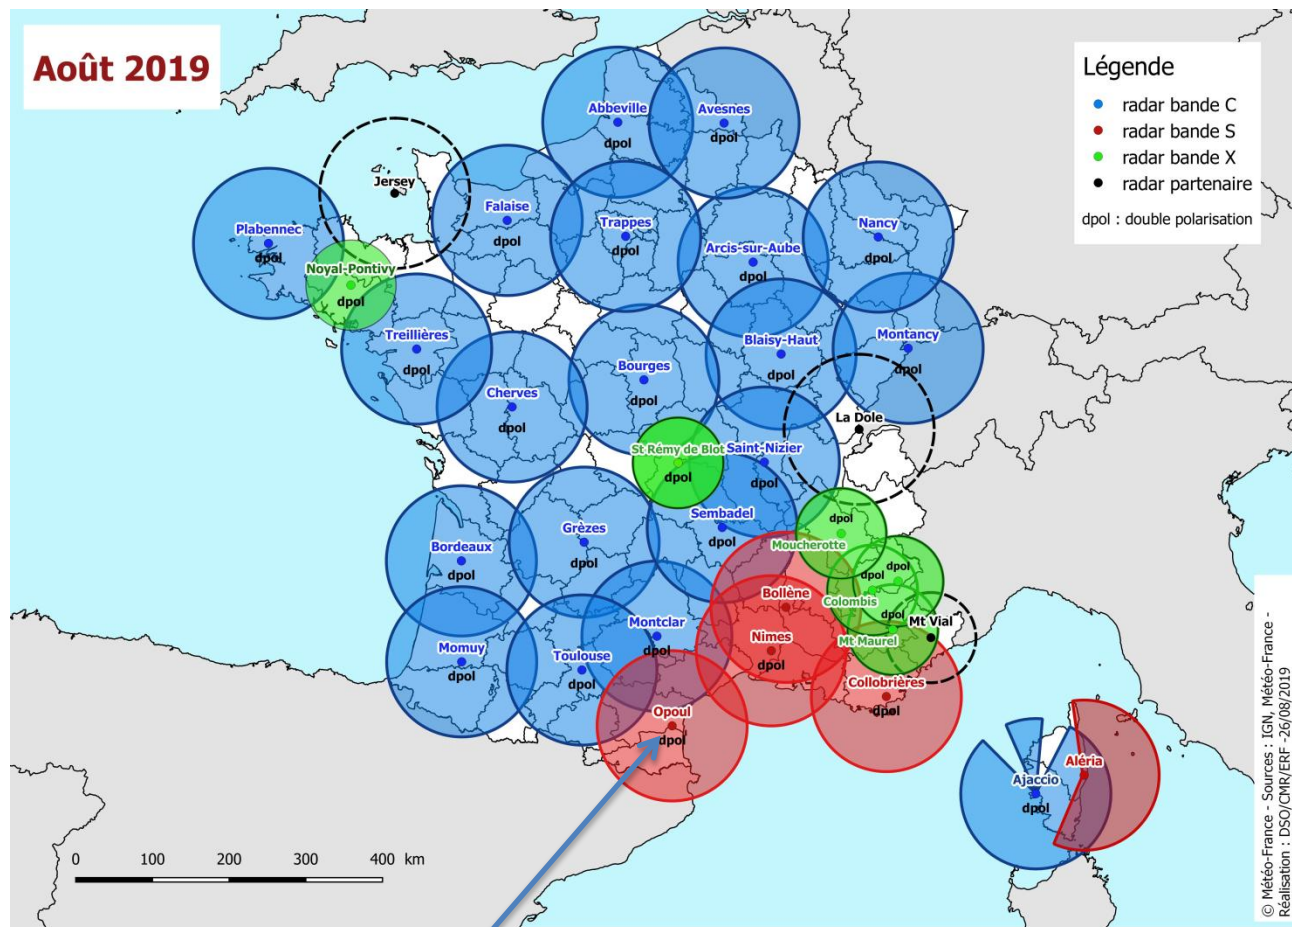 Août 2019
Légende
radar bande C
radar bande S
radar bande X
radar partenaire
dpol : double polarisation
Abbeville
dpol
Avesnes
dpol
Jersey
Plabennec
dpol
Falaise
dpol
Trappes
dpol
Arcis-sur-Aube
dpol
Nancy
dpol
Noyal-Pontivy
dpol
Treillières
dpol
Blaisy-Haut
dpol
Montancy
dpol
Bourges
dpol
Cherves
dpol
La Dole
St Rémy de Blot
dpol
Saint-Nizier
dpol
Sembadel
dpol
Grèzes
dpol
Bordeaux
dpol
dpol
Moucherotte
dpol
dpol
Colombis
dpol
Bollène
Mt Vial
Mt Maurel
Nîmes
dpol
Montclar
dpol
Momuy
dpol
Toulouse
dpol
Collobrières
dpol
Opoul
dpol
Aléria
Ajaccio
dpol
0 100 200 300 400 km
© Météo-France - Sources : IGN, Météo-France -
Réalisation : DSO/CMR/ERF -26/08/2019